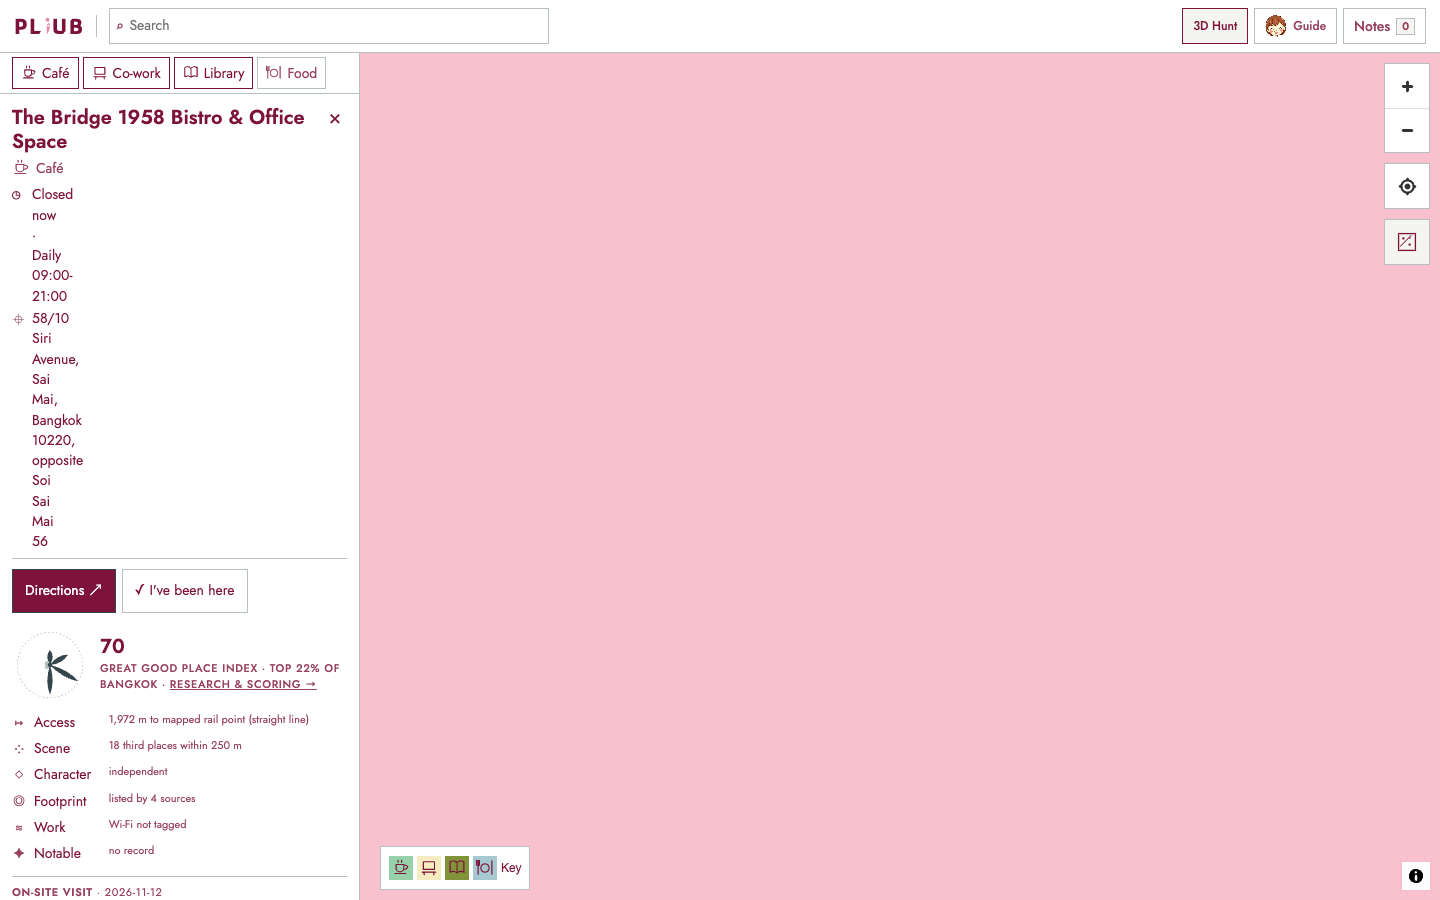 PLUB
Search
3D Hunt
Guide
Notes 0
Café
Co-work
Library
Food
The Bridge 1958 Bistro & Office
Space
Café
Closed
now
·
Daily
09:00-
21:00
58/10
Siri
Avenue,
Sai
Mai,
Bangkok
10220,
opposite
Soi
Sai
Mai
56
Directions ↗
✓ I've been here
70
GREAT GOOD PLACE INDEX · TOP 22% OF
BANGKOK · RESEARCH & SCORING →
Access 1,972 m to mapped rail point (straight line)
Scene 18 third places within 250 m
Character independent
Footprint listed by 4 sources
Work Wi-Fi not tagged
Notable no record
ON-SITE VISIT · 2026-11-12
Key